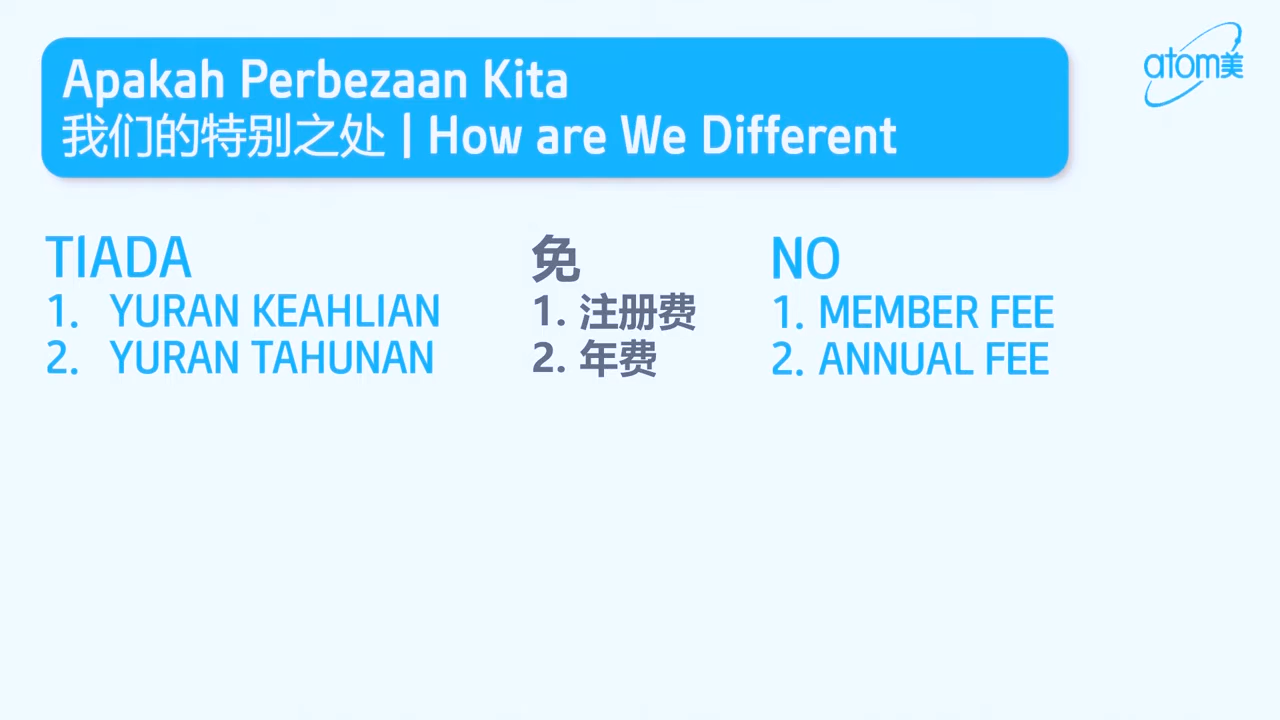 Apakah Perbezaan Kita
我们的特别之处 | How are We Different
atom美
TIADA
1. YURAN KEAHLIAN
2. YURAN TAHUNAN
免
1. 注册费
2. 年费
NO
1. MEMBER FEE
2. ANNUAL FEE